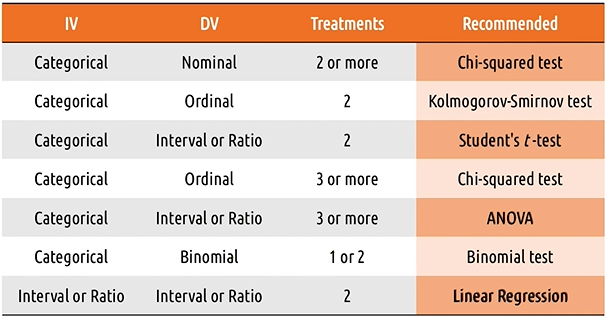 IV DV Treatments Recommended
Categorical Nominal 2 or more Chi-squared test
Categorical Ordinal 2 Kolmogorov-Smirnov test
Categorical Interval or Ratio 2 Student's t-test
Categorical Ordinal 3 or more Chi-squared test
Categorical Interval or Ratio 3 or more ANOVA
Categorical Binomial 1 or 2 Binomial test
Interval or Ratio Interval or Ratio 2 Linear Regression